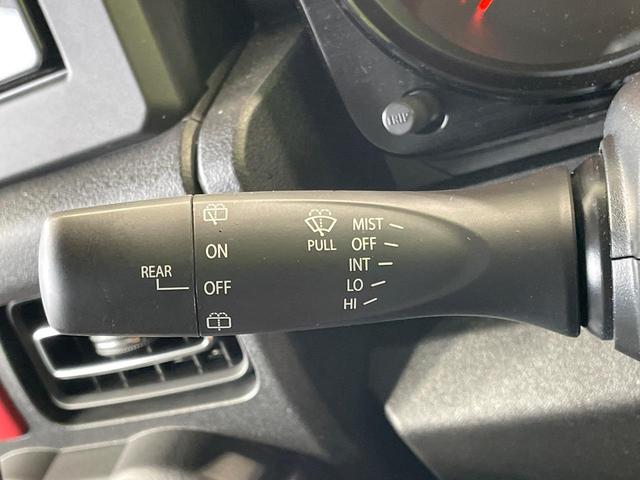 TRIP
MIST
OFF
PULL
INT
LO
HI
ON
REAR
OFF